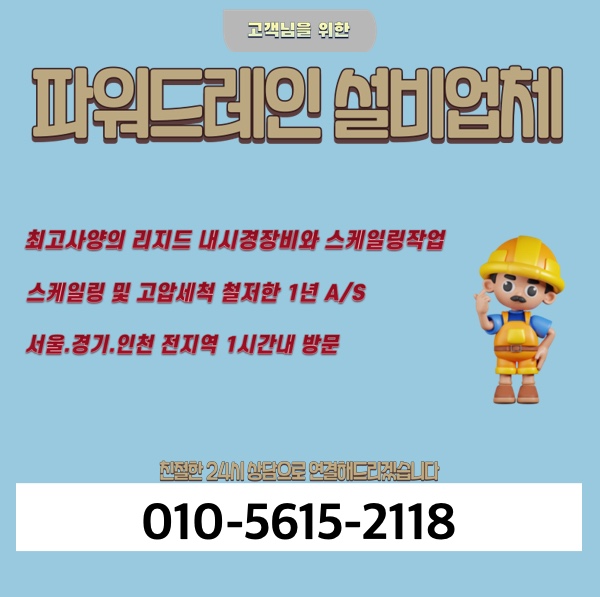 고객님을 위한
파워드레인 설비업체
최고사양의 리지드 내시경장비와 스케일링작업
스케일링 및 고압세척 철저한 1년 A/S
서울.경기.인천 전지역 1시간내 방문
친절한 24시 상담으로 연결해드리겠습니다
010-5615-2118